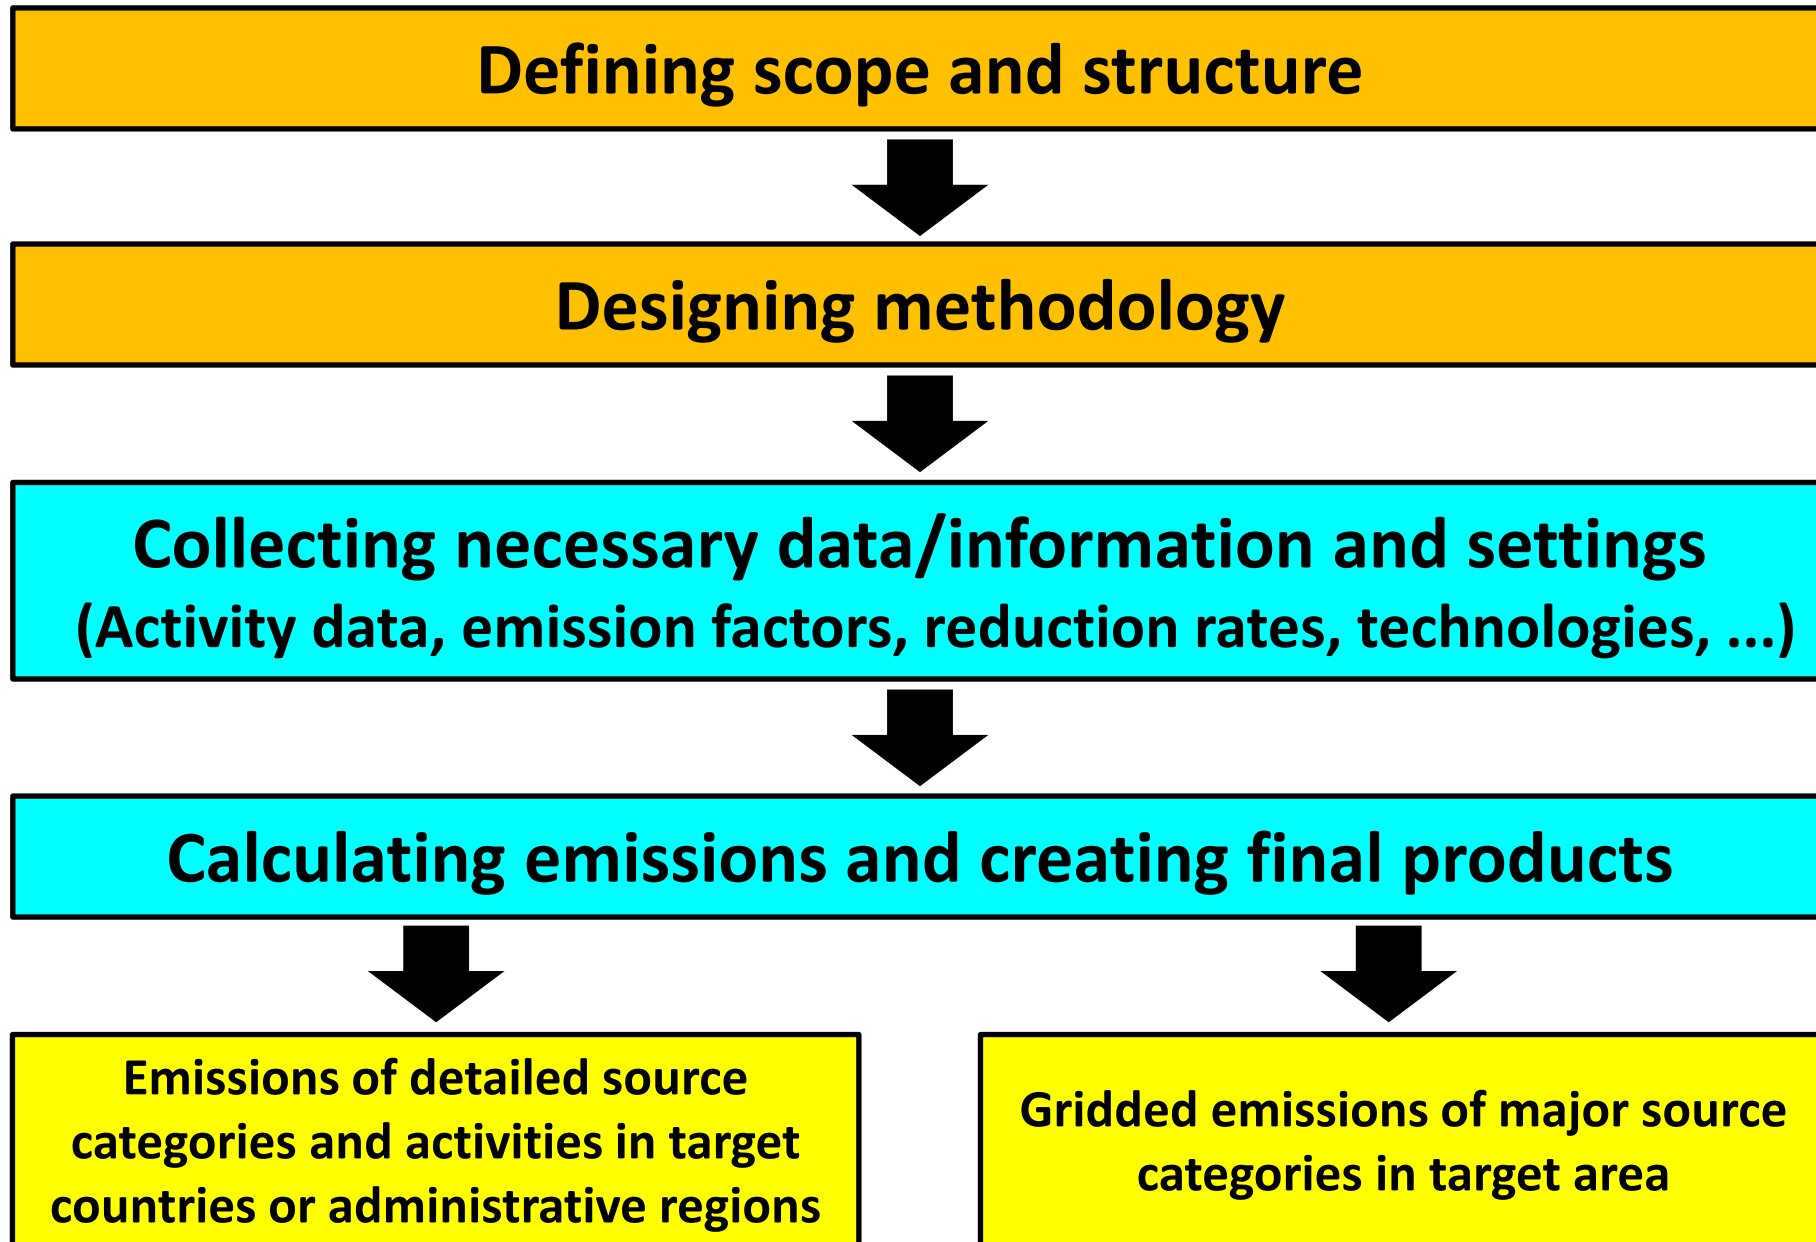 Defining scope and structure
Designing methodology
Collecting necessary data/information and settings
(Activity data, emission factors, reduction rates, technologies, ...)
Calculating emissions and creating final products
Emissions of detailed source
categories and activities in target
countries or administrative regions
Gridded emissions of major source
categories in target area